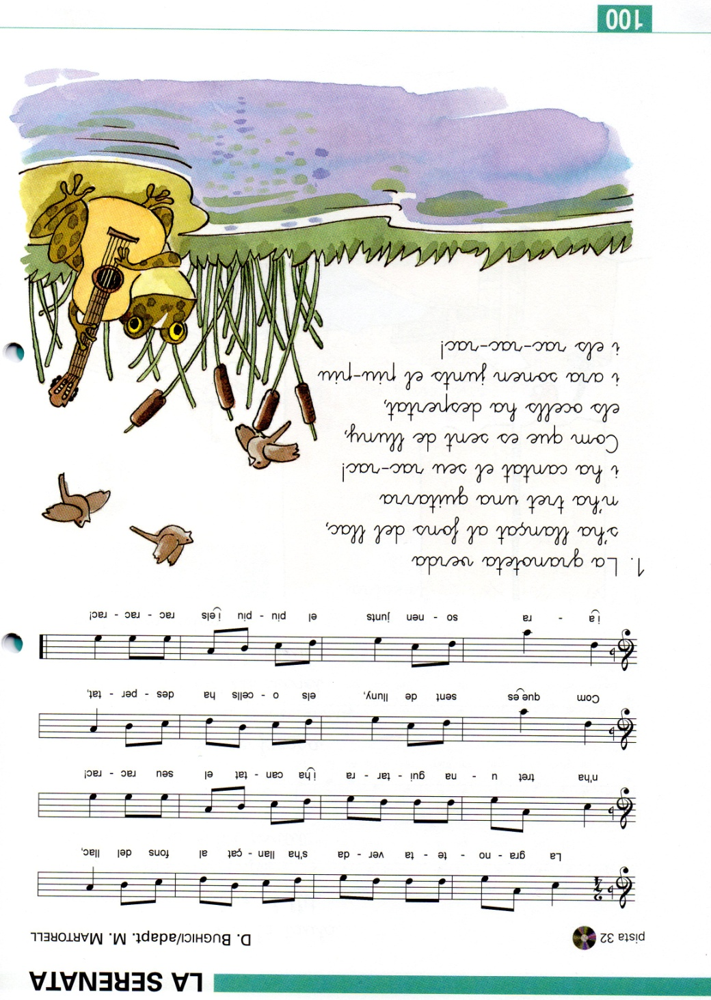 LA SERENATA
pista 32
D. BUGHICI/adapt. M. MARTORELL
2
4
La gra - no - te - ta ver - da s'ha llan - çat al fons del llac,
n'ha tret u - na gui - tar - ra i ha can - tat el seu rac - rac!
Com que es sent de lluny, els o - cells ha des - per - tat,
i a - ra so - nen junts el piu - piu i els rac - rac - rac!
1. La granoteta verda
s'ha llançat al fons del llac,
n'ha tret una guitarra
i ha cantat el seu rac-rac!
Com que es sent de lluny,
els ocells ha despertat,
i ara sonen junts el piu-piu
i els rac-rac-rac!
100